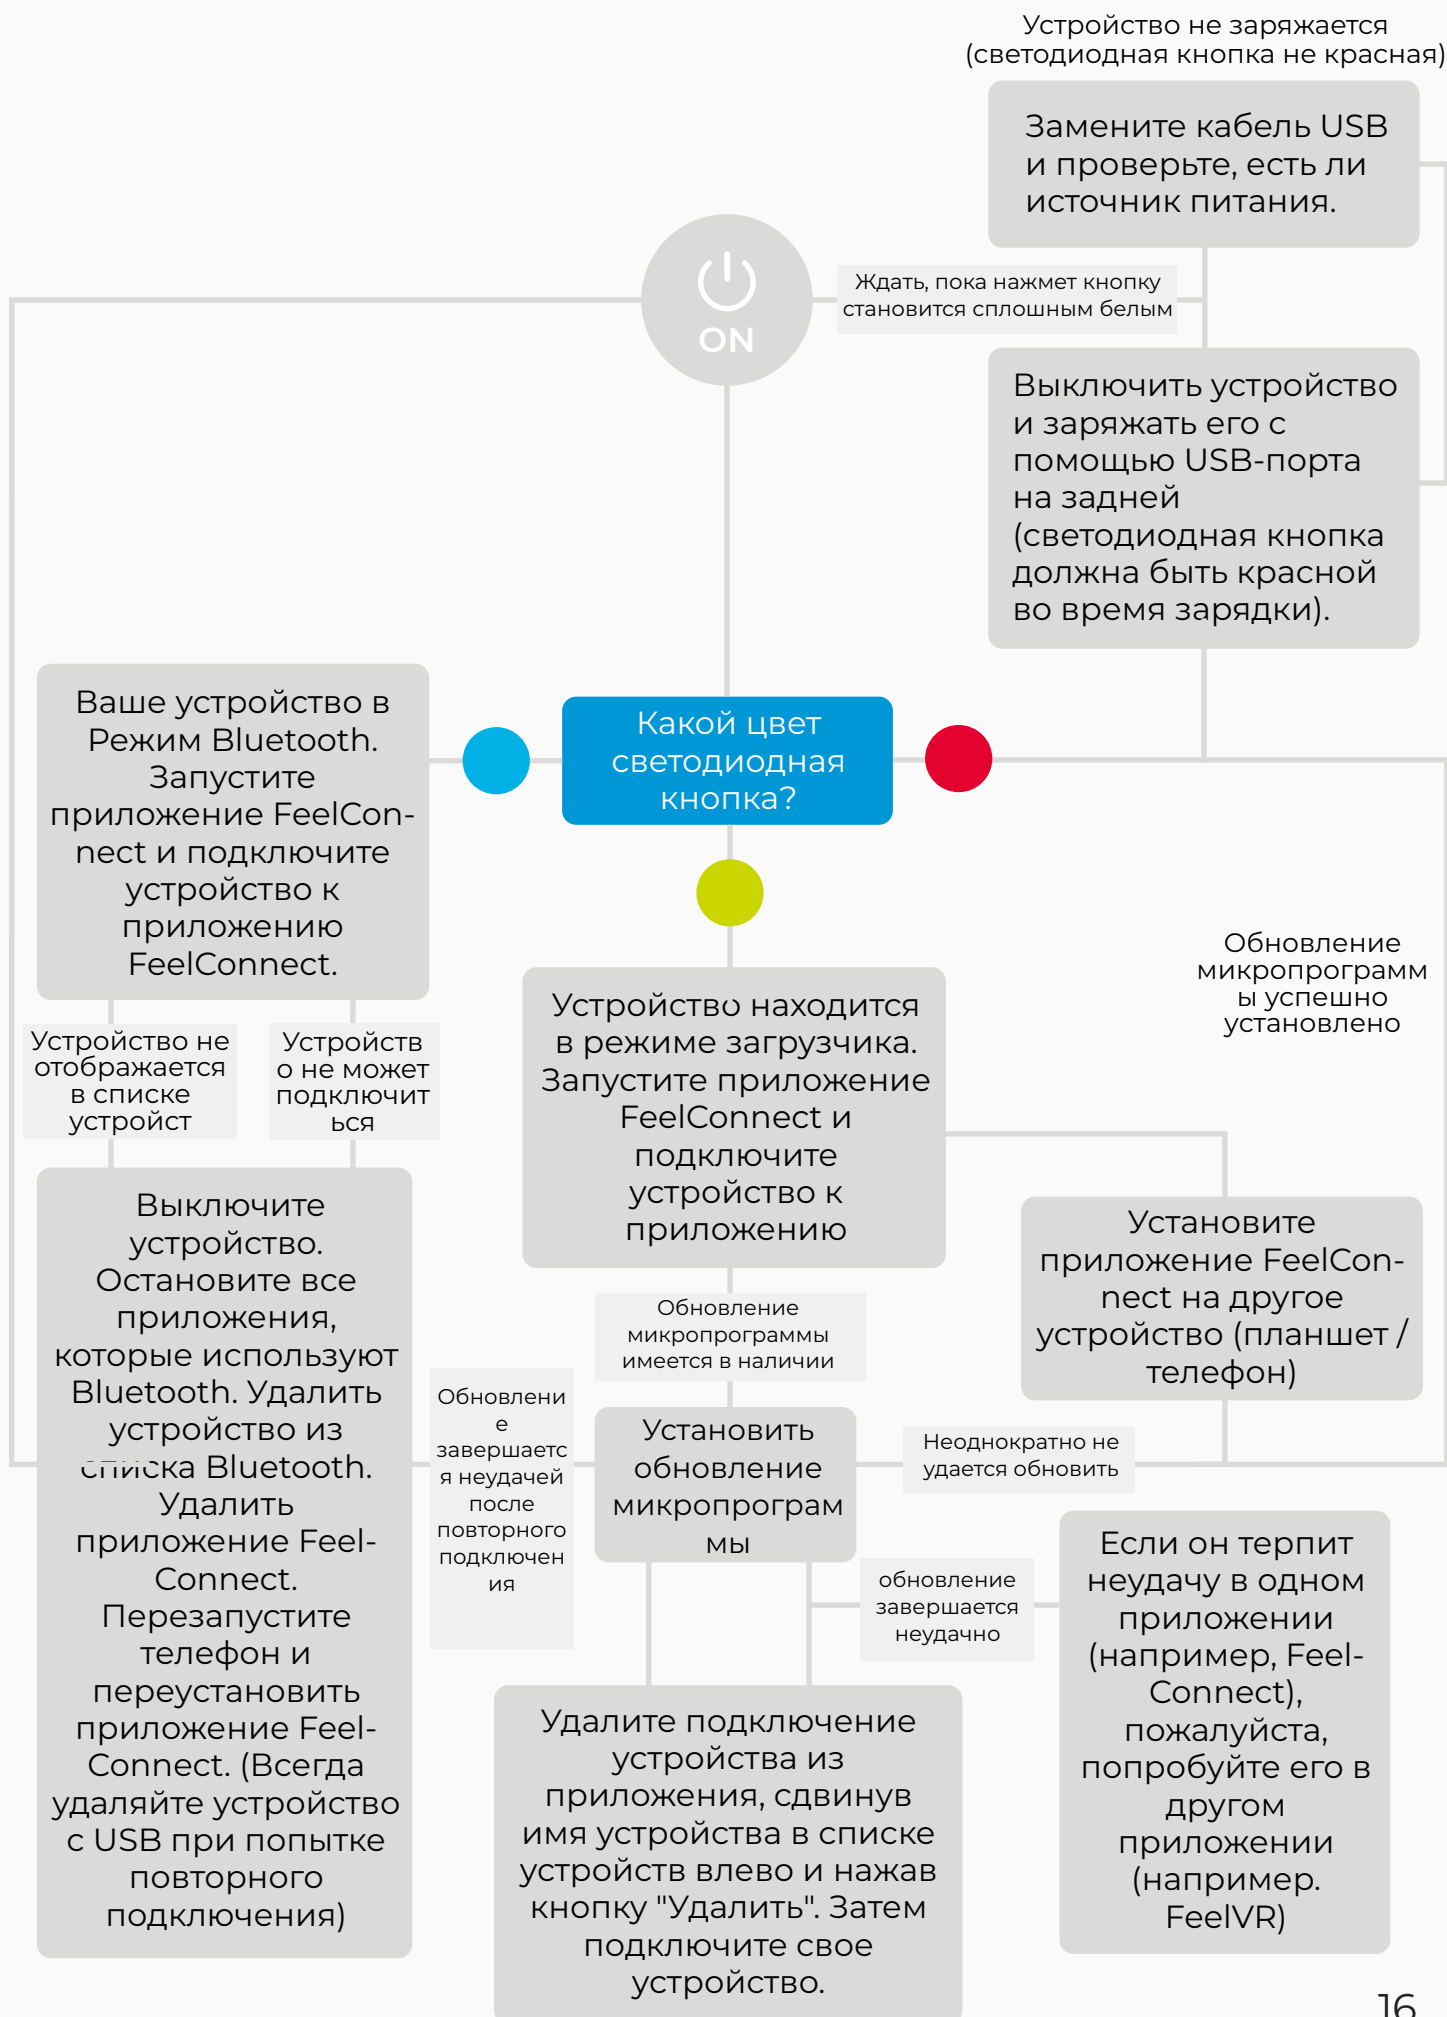 Устройство не заряжается
(светодиодная кнопка не красная)
Замените кабель USB
и проверьте, есть ли
источник питания.
ON
Ждать, пока нажмет кнопку
становится сплошным белым
Выключить устройство
и заряжать его с
помощью USB-порта
на задней
(светодиодная кнопка
должна быть красной
во время зарядки).
Ваше устройство в
Режим Bluetooth.
Запустите
приложение FeelCon-
nect и подключите
устройство к
приложению
FeelConnect.
Какой цвет
светодиодная
кнопка?
Обновление
микропрограмм
ы успешно
установлено
Устройство не
отображается
в списке
устройст
Устройств
о не может
подключит
ься
Устройство находится
в режиме загрузчика.
Запустите приложение
FeelConnect и
подключите
устройство к
приложению
Установите
приложение FeelCon-
nect на другое
устройство (планшет /
телефон)
Обновление
микропрограммы
имеется в наличии
Выключите
устройство.
Остановите все
приложения,
которые используют
Bluetooth. Удалить
устройство из
списка Bluetooth.
Удалить
приложение Feel-
Connect.
Перезапустите
телефон и
переустановить
приложение Feel-
Connect. (Всегда
удаляйте устройство
с USB при попытке
повторного
подключения)
Обновлени
е
завершаетс
я неудачей
после
повторного
подключен
ия
Установить
обновление
микропрограм
мы
Неоднократно не
удается обновить
обновление
завершается
неудачно
Если он терпит
неудачу в одном
приложении
(например, Feel-
Connect),
пожалуйста,
попробуйте его в
другом
приложении
(например.
FeelVR)
Удалите подключение
устройства из
приложения, сдвинув
имя устройства в списке
устройств влево и нажав
кнопку "Удалить". Затем
подключите свое
устройство.
16